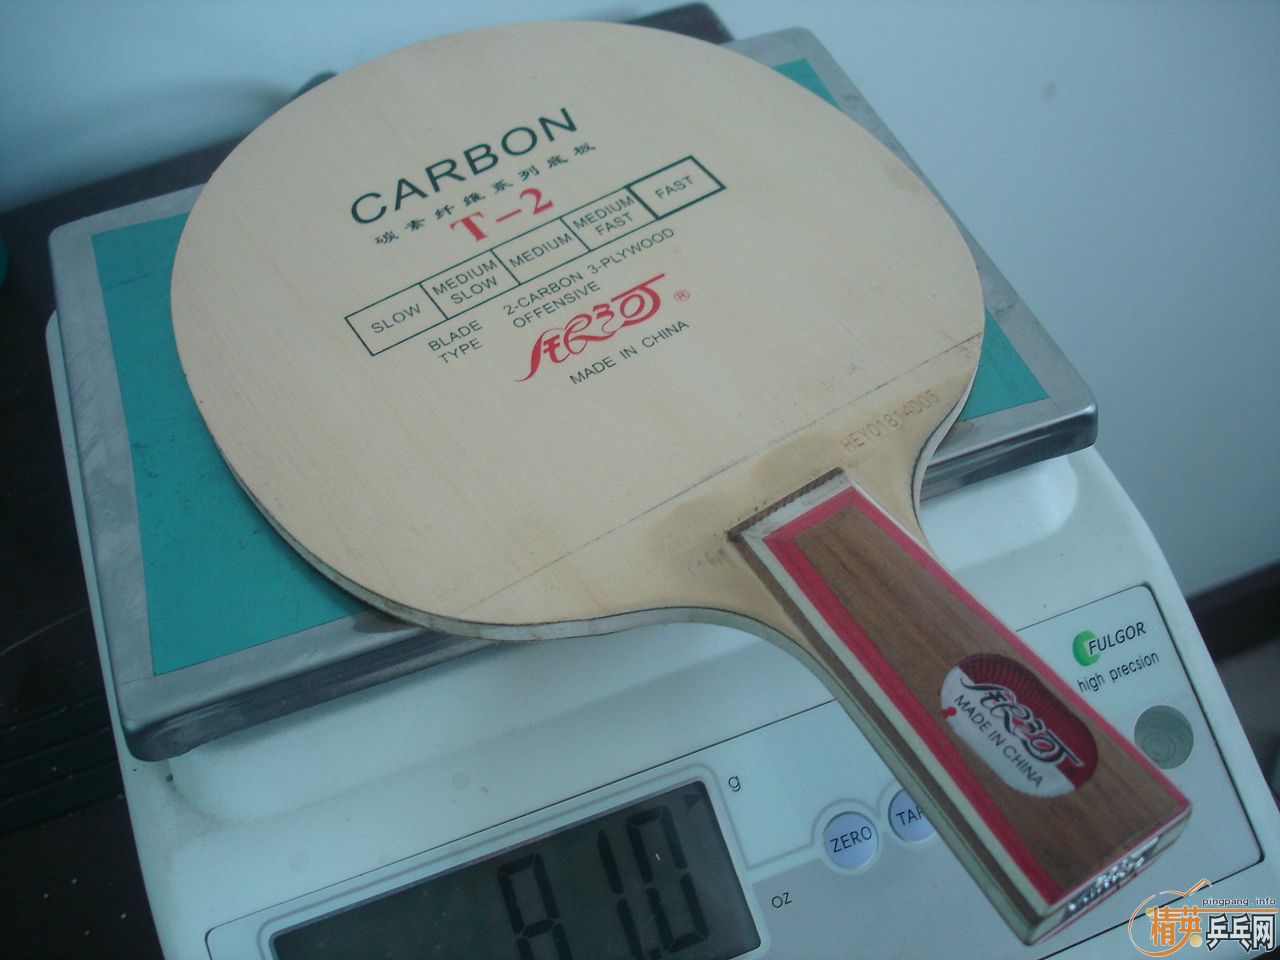 CARBON
碳素纤维系列底板
T-2
SLOW
MEDIUM SLOW
MEDIUM
MEDIUM FAST
FAST
BLADE TYPE
2-CARBON 3-PLYWOOD
OFFENSIVE
®
MADE IN CHINA
HEY01814D05
MADE IN CHINA
FULGOR
high precsion
g
81.0
ZERO
TAR
oz
pingpang.info
精英乒乓网